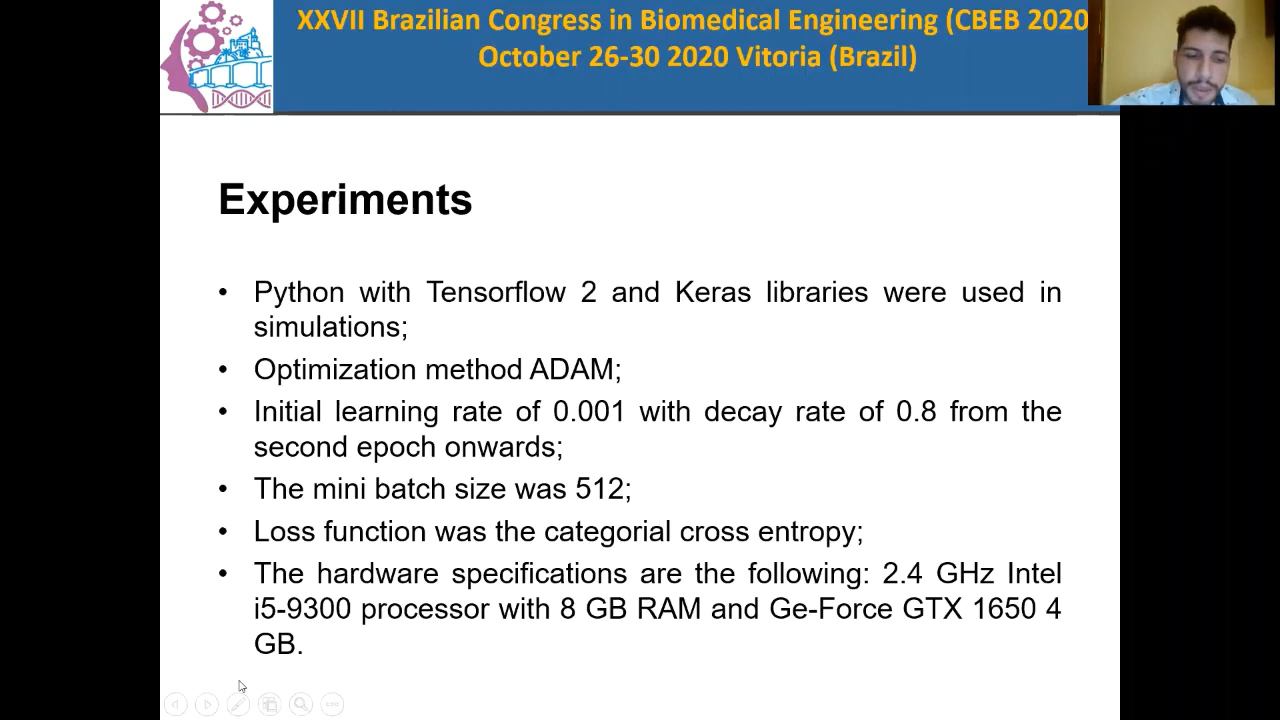 XXVII Brazilian Congress in Biomedical Engineering (CBEB 2020
October 26-30 2020 Vitoria (Brazil)
Experiments
• Python with Tensorflow 2 and Keras libraries were used in
simulations;
• Optimization method ADAM;
• Initial learning rate of 0.001 with decay rate of 0.8 from the
second epoch onwards;
• The mini batch size was 512;
• Loss function was the categorial cross entropy;
• The hardware specifications are the following: 2.4 GHz Intel
i5-9300 processor with 8 GB RAM and Ge-Force GTX 1650 4
GB.